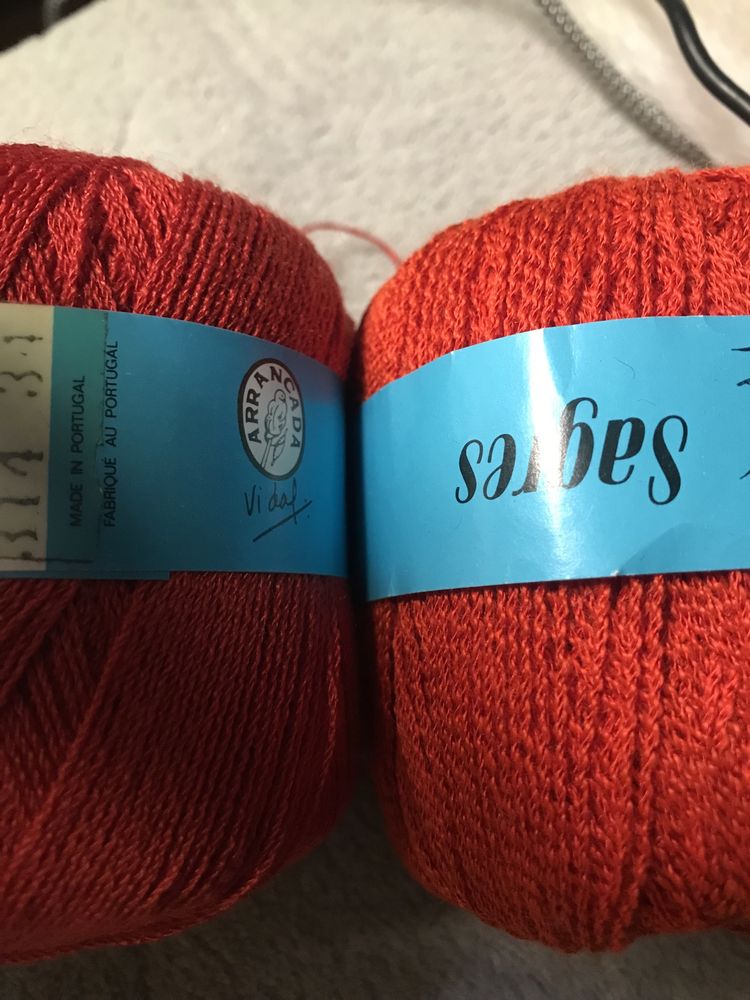 MADE IN PORTUGAL
FABRIQUÉ AU PORTUGAL
ARRANCADA
Vidal
Sagres